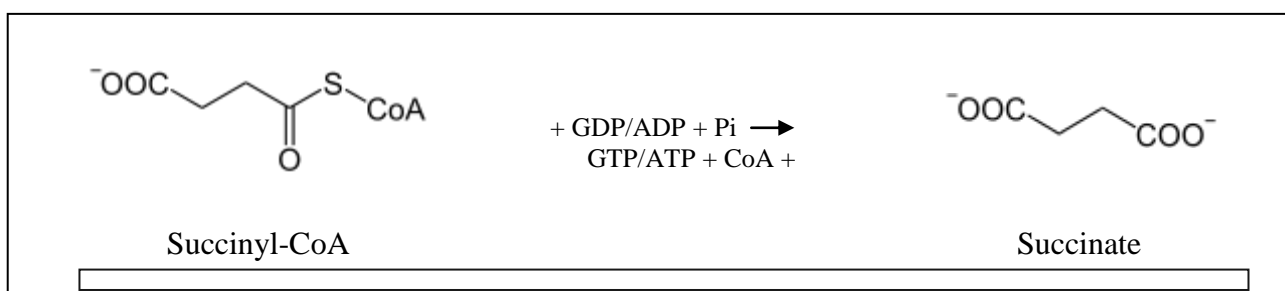 ⁻OOC
S
CoA
O
+ GDP/ADP + Pi →
GTP/ATP + CoA +
⁻OOC
COO⁻
Succinyl-CoA
Succinate